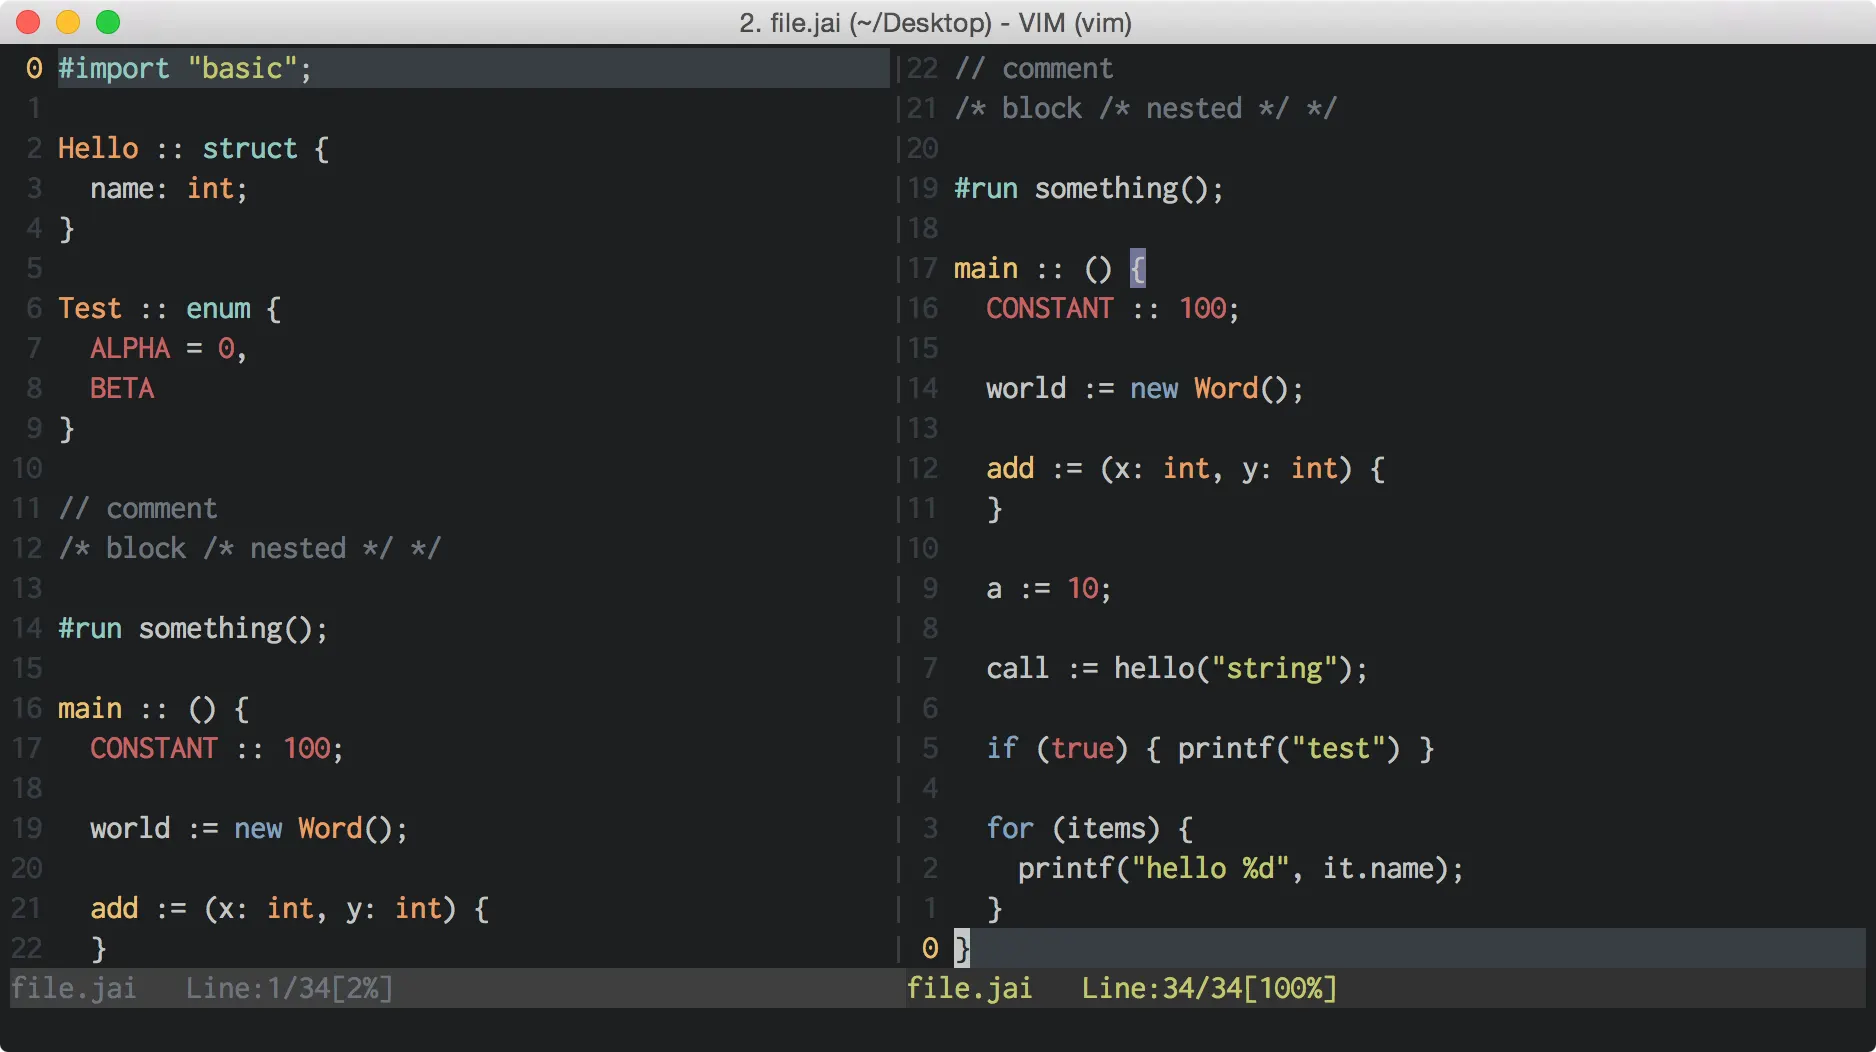 2. file.jai (~/Desktop) - VIM (vim)
0 #import "basic";
1
2 Hello :: struct {
3   name: int;
4 }
5
6 Test :: enum {
7   ALPHA = 0,
8   BETA
9 }
10
11 // comment
12 /* block /* nested */ */
13
14 #run something();
15
16 main :: () {
17   CONSTANT :: 100;
18
19   world := new Word();
20
21   add := (x: int, y: int) {
22   }
file.jai   Line:1/34[2%]
22 // comment
21 /* block /* nested */ */
20
19 #run something();
18
17 main :: () {
16   CONSTANT :: 100;
15
14   world := new Word();
13
12   add := (x: int, y: int) {
11   }
10
9   a := 10;
8
7   call := hello("string");
6
5   if (true) { printf("test") }
4
3   for (items) {
2     printf("hello %d", it.name);
1   }
0 }
file.jai   Line:34/34[100%]